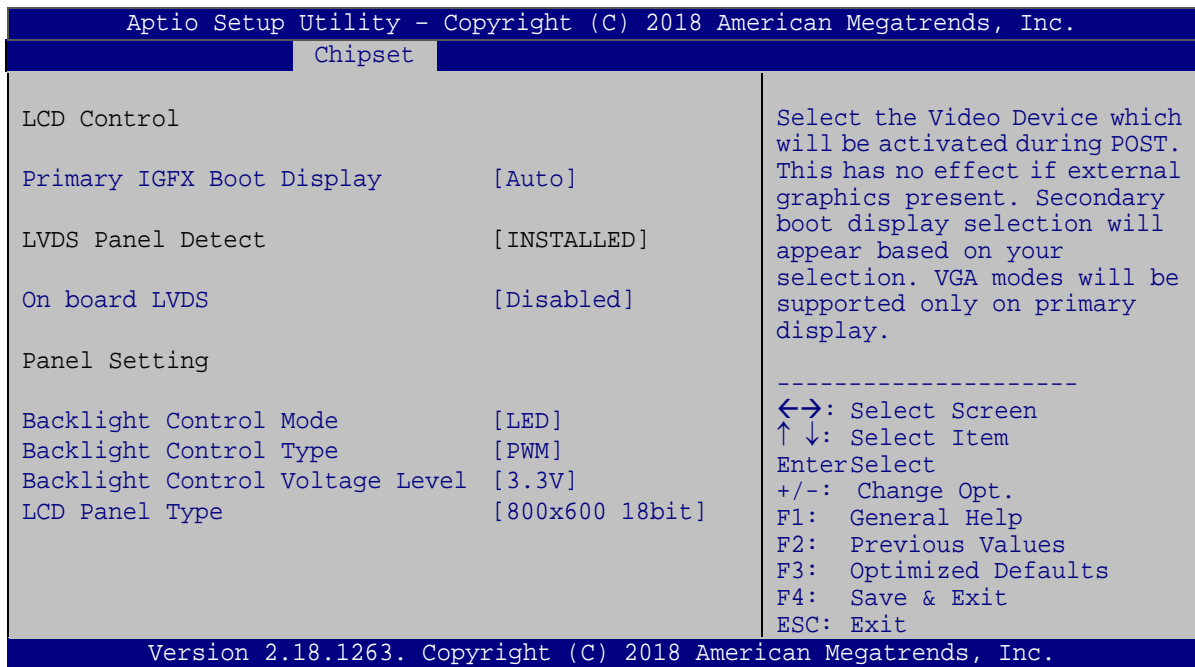 Aptio Setup Utility – Copyright (C) 2018 American Megatrends, Inc.
Chipset
LCD Control
Primary IGFX Boot Display [Auto]
LVDS Panel Detect [INSTALLED]
On board LVDS [Disabled]
Panel Setting
Backlight Control Mode [LED]
Backlight Control Type [PWM]
Backlight Control Voltage Level [3.3V]
LCD Panel Type [800x600 18bit]
Select the Video Device which
will be activated during POST.
This has no effect if external
graphics present. Secondary
boot display selection will
appear based on your
selection. VGA modes will be
supported only on primary
display.
---------------------
←→: Select Screen
↑ ↓: Select Item
EnterSelect
+/-: Change Opt.
F1: General Help
F2: Previous Values
F3: Optimized Defaults
F4: Save & Exit
ESC: Exit
Version 2.18.1263. Copyright (C) 2018 American Megatrends, Inc.